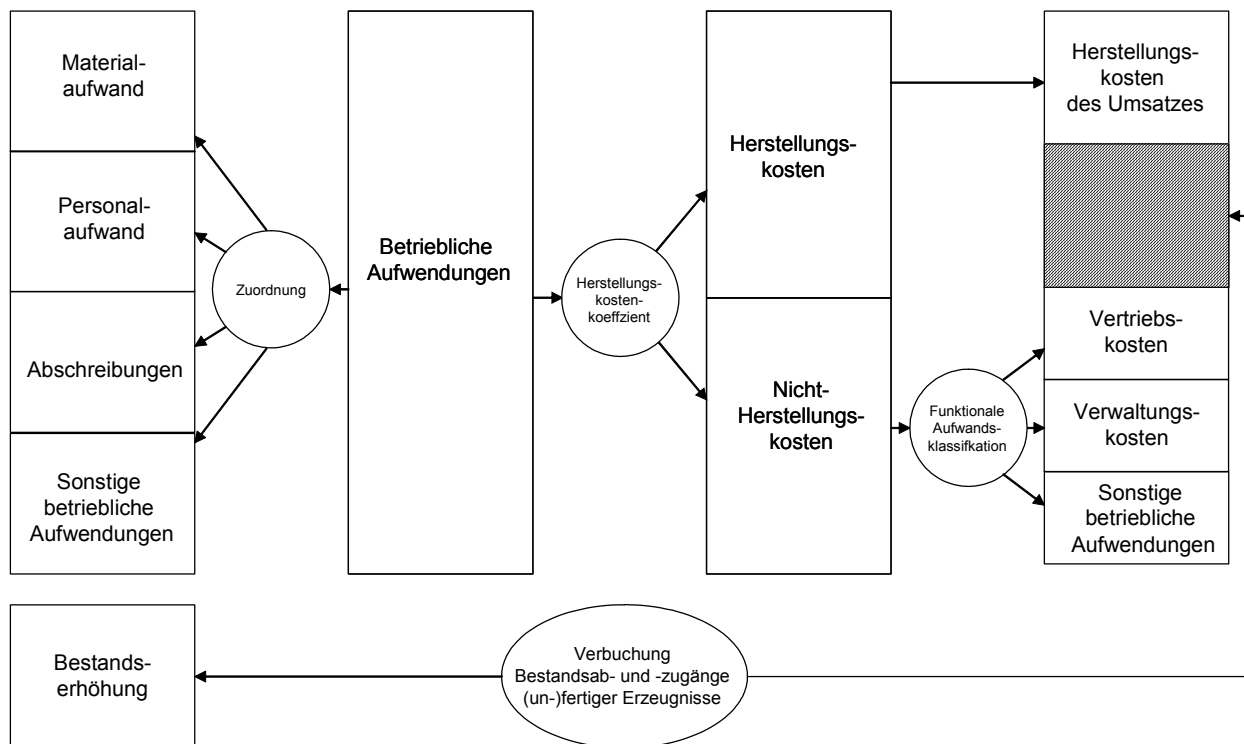 Material-
aufwand
Personal-
aufwand
Abschreibungen
Sonstige
betriebliche
Aufwendungen
Zuordnung
Betriebliche
Aufwendungen
Herstellungs-
kosten-
koeffzient
Herstellungs-
kosten
Nicht-
Herstellungs-
kosten
Funktionale
Aufwands-
klassifkation
Herstellungs-
kosten
des Umsatzes
Vertriebs-
kosten
Verwaltungs-
kosten
Sonstige
betriebliche
Aufwendungen
Bestands-
erhöhung
Verbuchung
Bestandsab- und -zugänge
(un-)fertiger Erzeugnisse